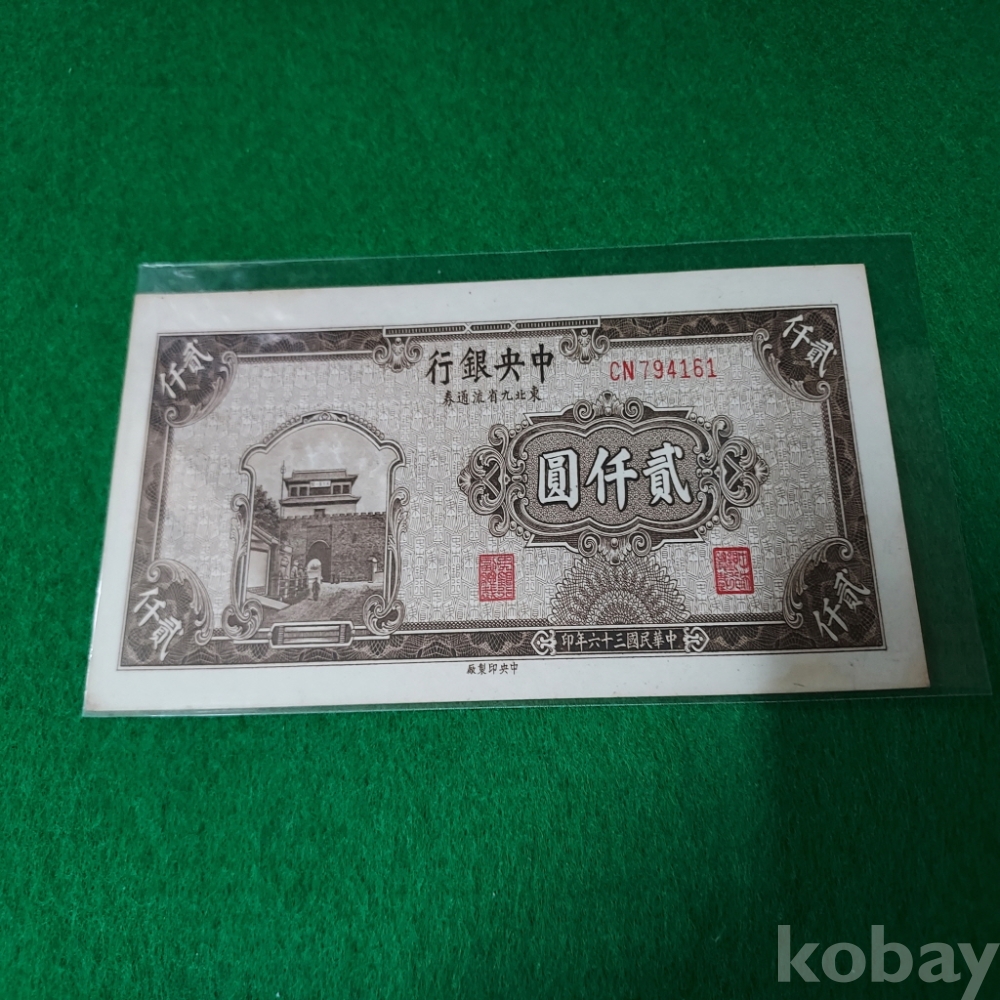 中央銀行
CN794161
東北九省流通券
貳仟
貳仟
貳仟圓
貳仟
貳仟
中華民國三十六年印
中央印製廠
kobay